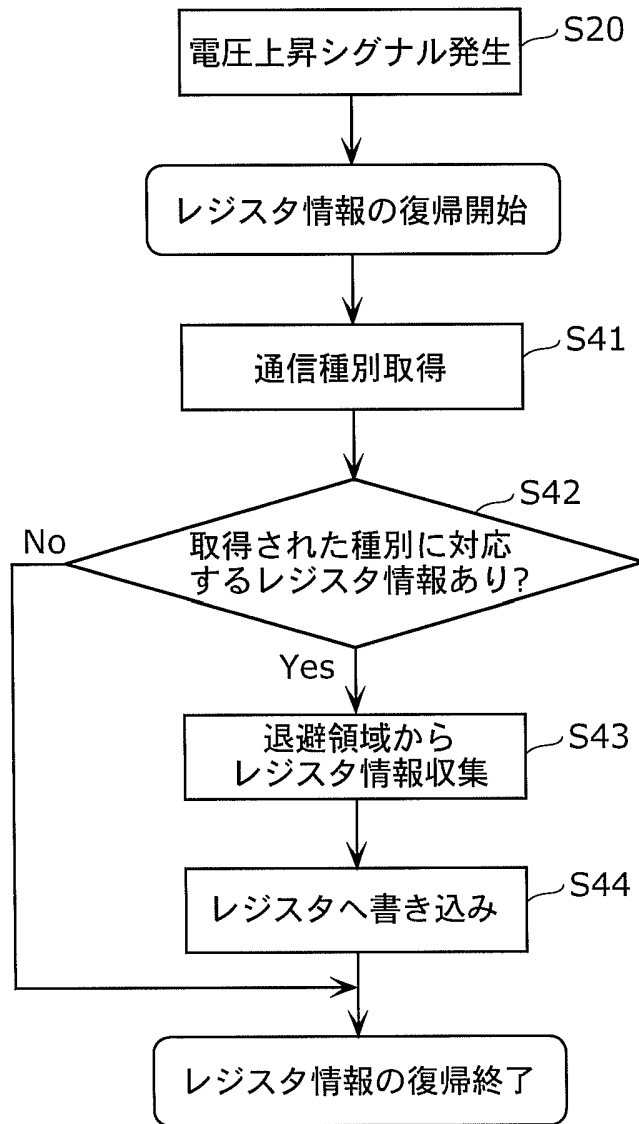 電圧上昇シグナル発生
S20
レジスタ情報の復帰開始
通信種別取得
S41
S42
取得された種別に対応
するレジスタ情報あり?
No
Yes
退避領域から
レジスタ情報収集
S43
レジスタへ書き込み
S44
レジスタ情報の復帰終了